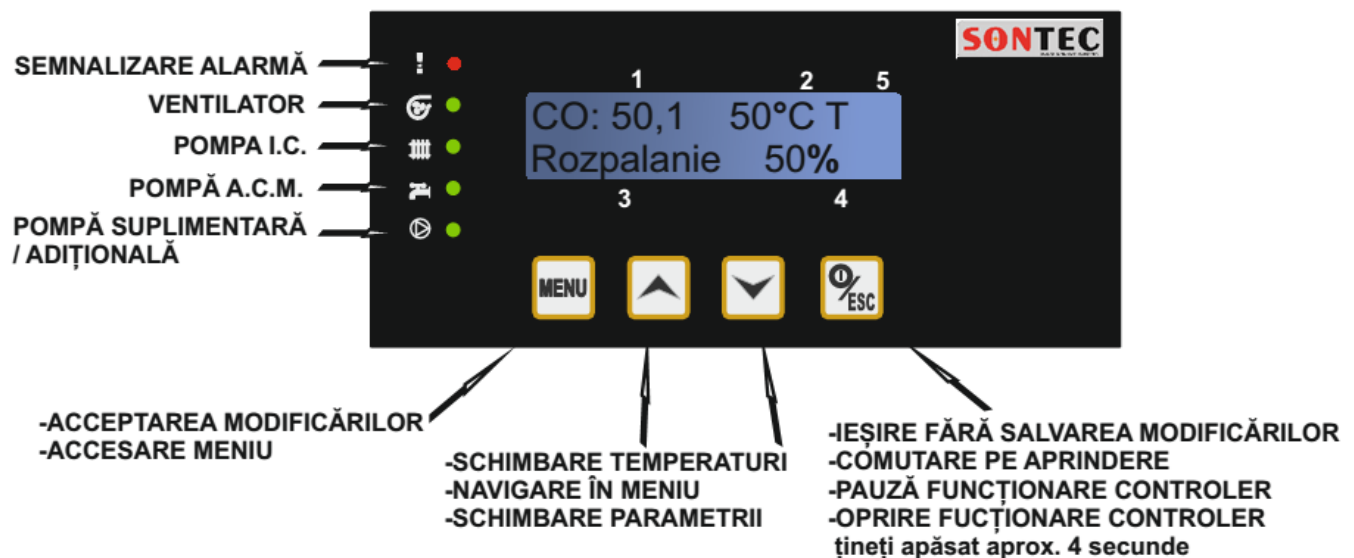 SONTEC
SEMNALIZARE ALARMĂ
VENTILATOR
POMPA I.C.
POMPĂ A.C.M.
POMPĂ SUPLIMENTARĂ
/ ADIȚIONALĂ
1 2 5
CO: 50,1 50°C T
Rozpalanie 50%
3 4
MENU
ESC
-ACCEPTAREA MODIFICĂRILOR
-ACCESARE MENIU
-SCHIMBARE TEMPERATURI
-NAVIGARE ÎN MENIU
-SCHIMBARE PARAMETRII
-IEȘIRE FĂRĂ SALVAREA MODIFICĂRILOR
-COMUTARE PE APRINDERE
-PAUZĂ FUNCȚIONARE CONTROLER
-OPRIRE FUCȚIONARE CONTROLER
țineți apăsat aprox. 4 secunde